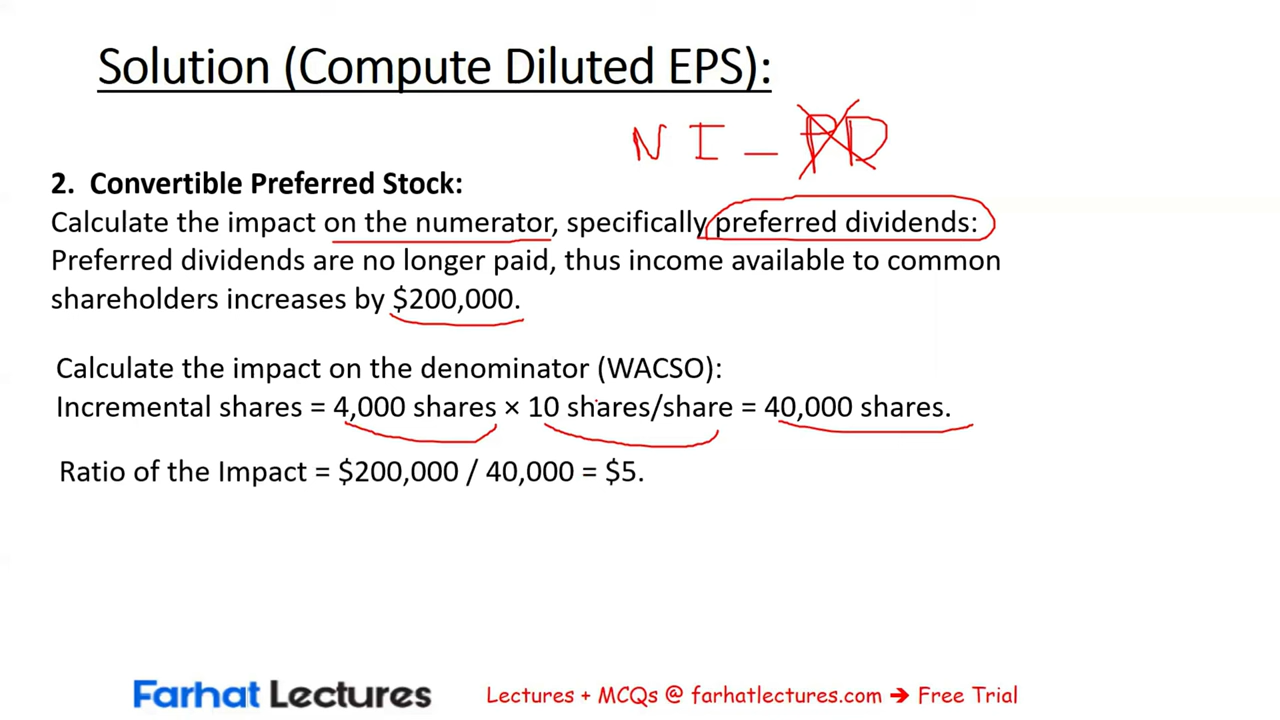 Solution (Compute Diluted EPS):
N I - PD
2. Convertible Preferred Stock:
Calculate the impact on the numerator, specifically preferred dividends:
Preferred dividends are no longer paid, thus income available to common
shareholders increases by $200,000.
Calculate the impact on the denominator (WACSO):
Incremental shares = 4,000 shares × 10 shares/share = 40,000 shares.
Ratio of the Impact = $200,000 / 40,000 = $5.
Farhat Lectures
Lectures + MCQs @ farhatlectures.com → Free Trial